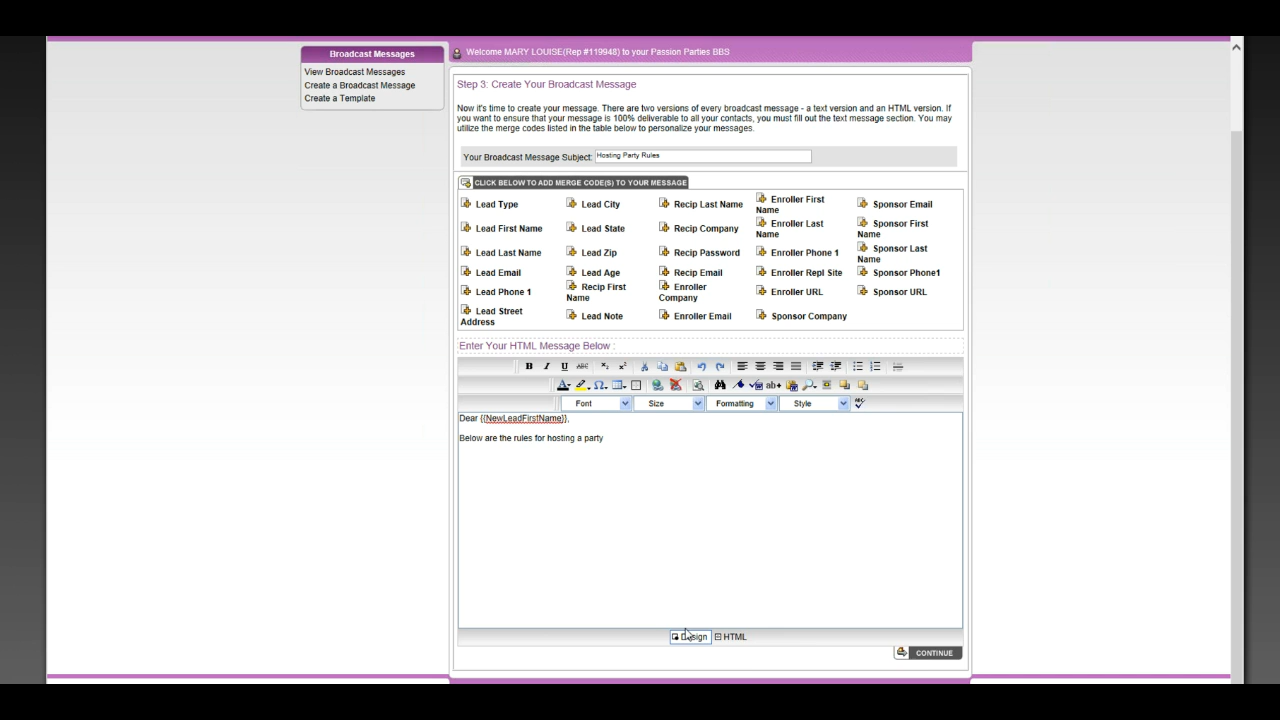 Broadcast Messages
View Broadcast Messages
Create a Broadcast Message
Create a Template
Welcome MARY LOUISE(Rep #119948) to your Passion Parties BBS
Step 3: Create Your Broadcast Message
Now it's time to create your message. There are two versions of every broadcast message - a text version and an HTML version. If
you want to ensure that your message is 100% deliverable to all your contacts, you must fill out the text message section. You may
utilize the merge codes listed in the table below to personalize your messages.
Your Broadcast Message Subject: Hosting Party Rules
CLICK BELOW TO ADD MERGE CODE(S) TO YOUR MESSAGE
Lead Type Lead City Recip Last Name Enroller First Name Sponsor Email
Lead First Name Lead State Recip Company Enroller Last Name Sponsor First Name
Lead Last Name Lead Zip Recip Password Enroller Phone 1 Sponsor Last Name
Lead Email Lead Age Recip Email Enroller Repl Site Sponsor Phone1
Lead Phone 1 Recip First Name Enroller Company Enroller URL Sponsor URL
Lead Street Address Lead Note Enroller Email Sponsor Company
Enter Your HTML Message Below :
B I U ABC
Font Size Formatting Style ABC
Dear {{NewLeadFirstName}},
Below are the rules for hosting a party
Design HTML
CONTINUE